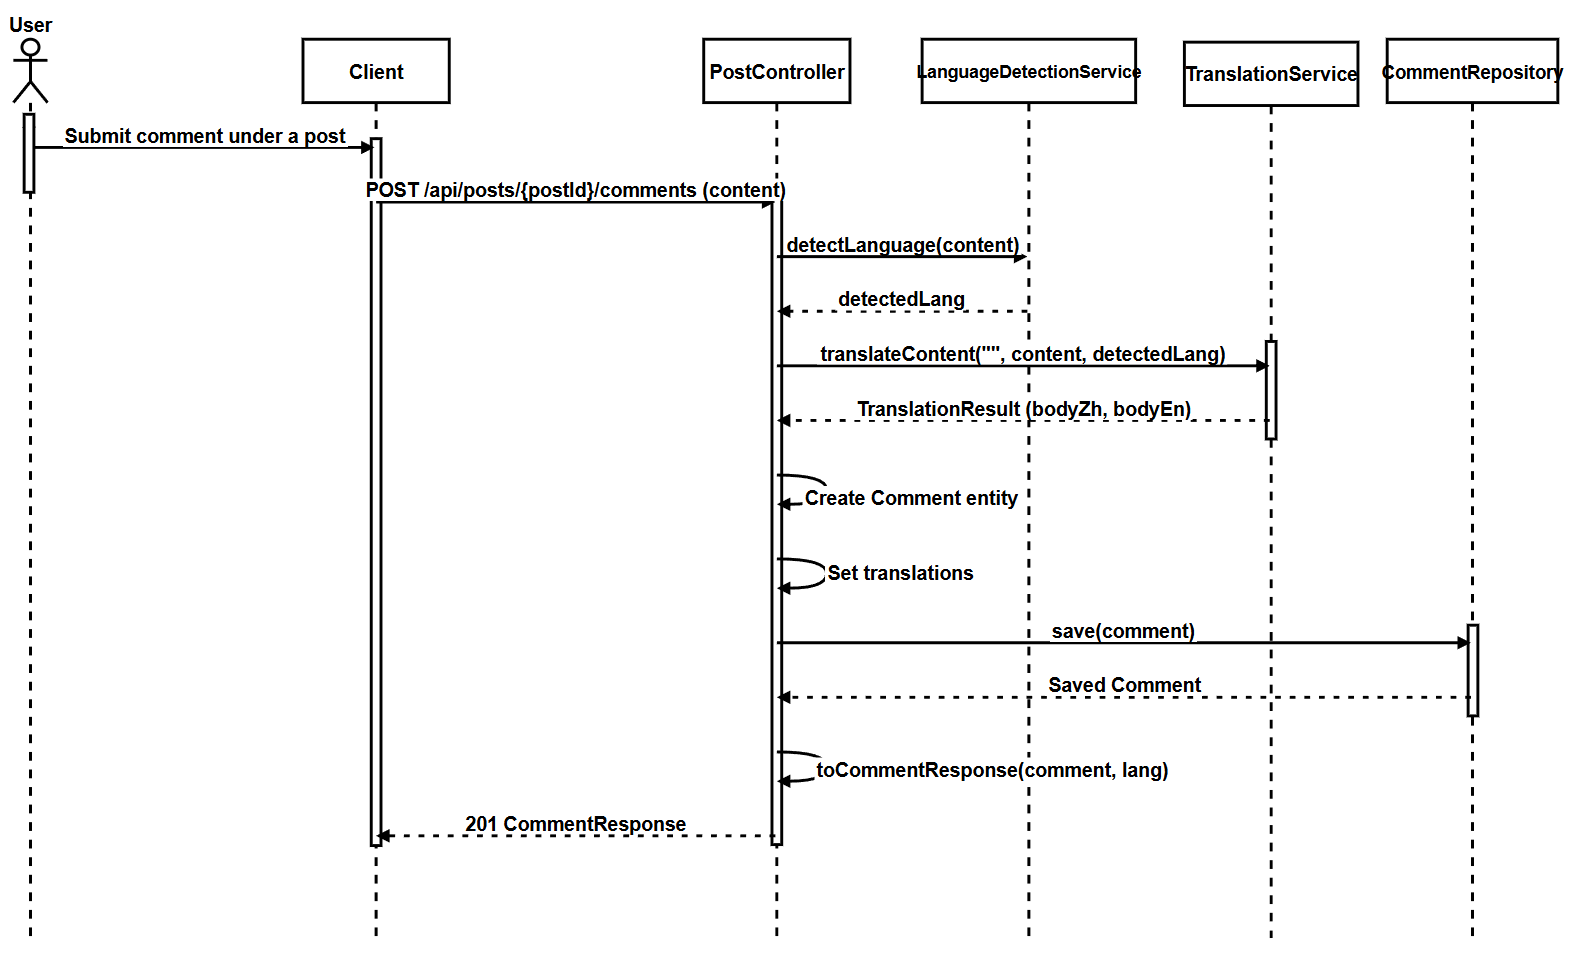 User
Client
PostController
LanguageDetectionService
TranslationService
CommentRepository
Submit comment under a post
POST /api/posts/{postId}/comments (content)
detectLanguage(content)
detectedLang
translateContent("", content, detectedLang)
TranslationResult (bodyZh, bodyEn)
Create Comment entity
Set translations
save(comment)
Saved Comment
toCommentResponse(comment, lang)
201 CommentResponse